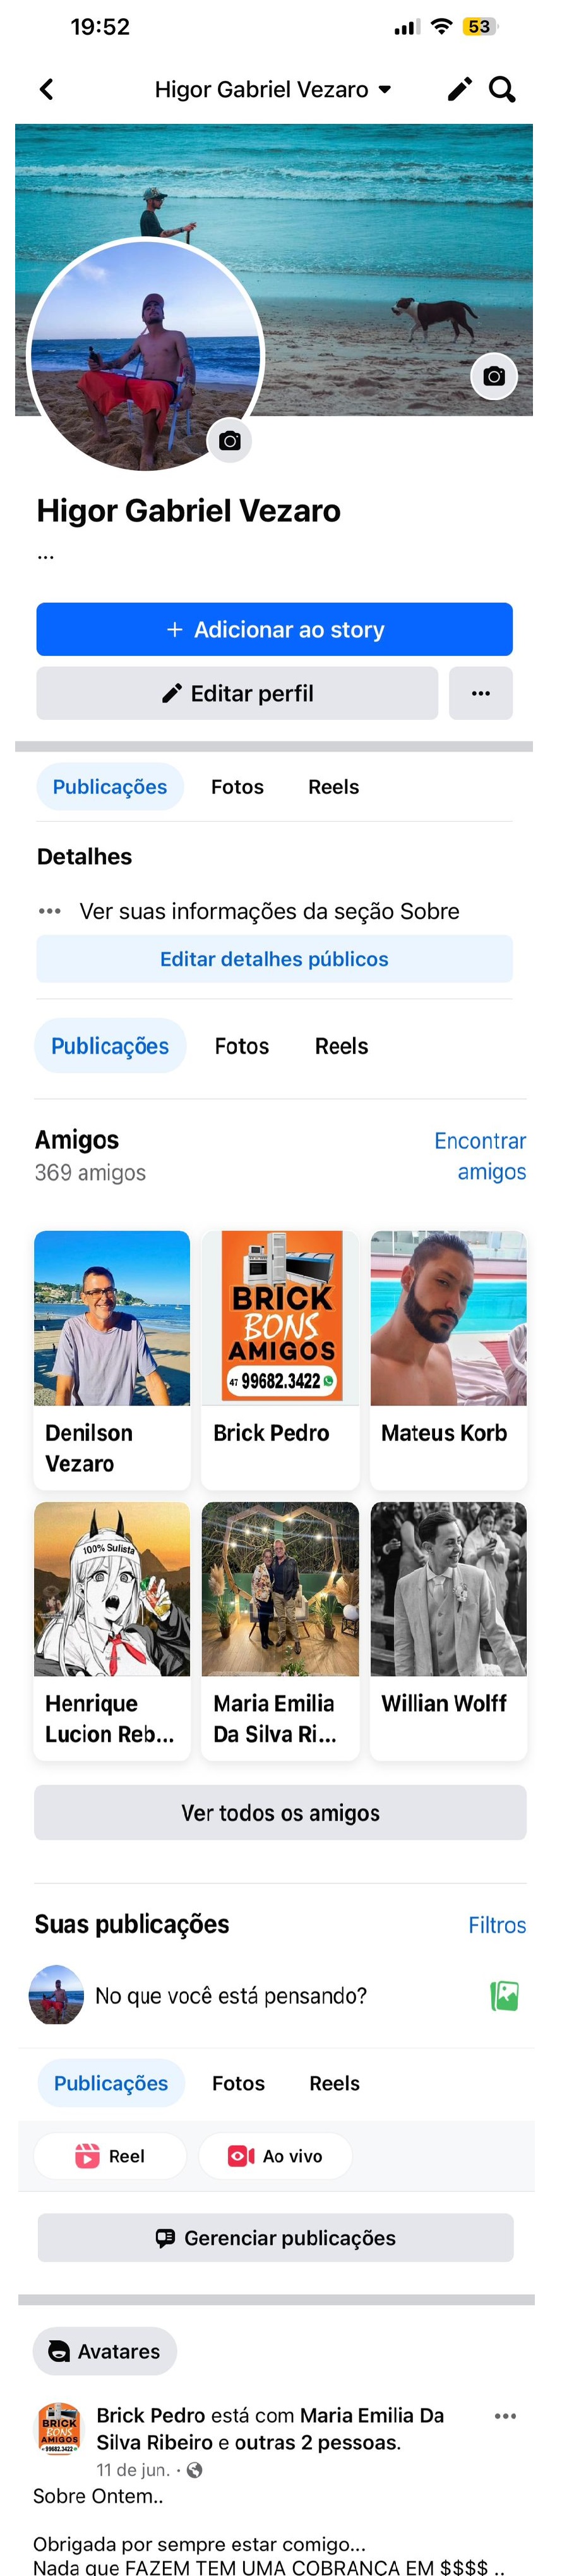 19:52
53
Higor Gabriel Vezaro
Higor Gabriel Vezaro
...
+ Adicionar ao story
Editar perfil
Publicações Fotos Reels
Detalhes
Ver suas informações da seção Sobre
Editar detalhes públicos
Publicações Fotos Reels
Amigos
369 amigos
Encontrar
amigos
BRICK
BONS
AMIGOS
47 99682.3422
Denilson
Vezaro
Brick Pedro
Mateus Korb
100% Sulista
Henrique
Lucion Reb...
Maria Emilia
Da Silva Ri...
Willian Wolff
Ver todos os amigos
Suas publicações Filtros
No que você está pensando?
Publicações Fotos Reels
Reel Ao vivo
Gerenciar publicações
Avatares
BRICK
BONS
AMIGOS
99682.3422
Brick Pedro está com Maria Emilia Da
Silva Ribeiro e outras 2 pessoas.
11 de jun. ·
Sobre Ontem..
Obrigada por sempre estar comigo...
Nada que FAZEM TEM UMA COBRANÇA EM $$$$ ..